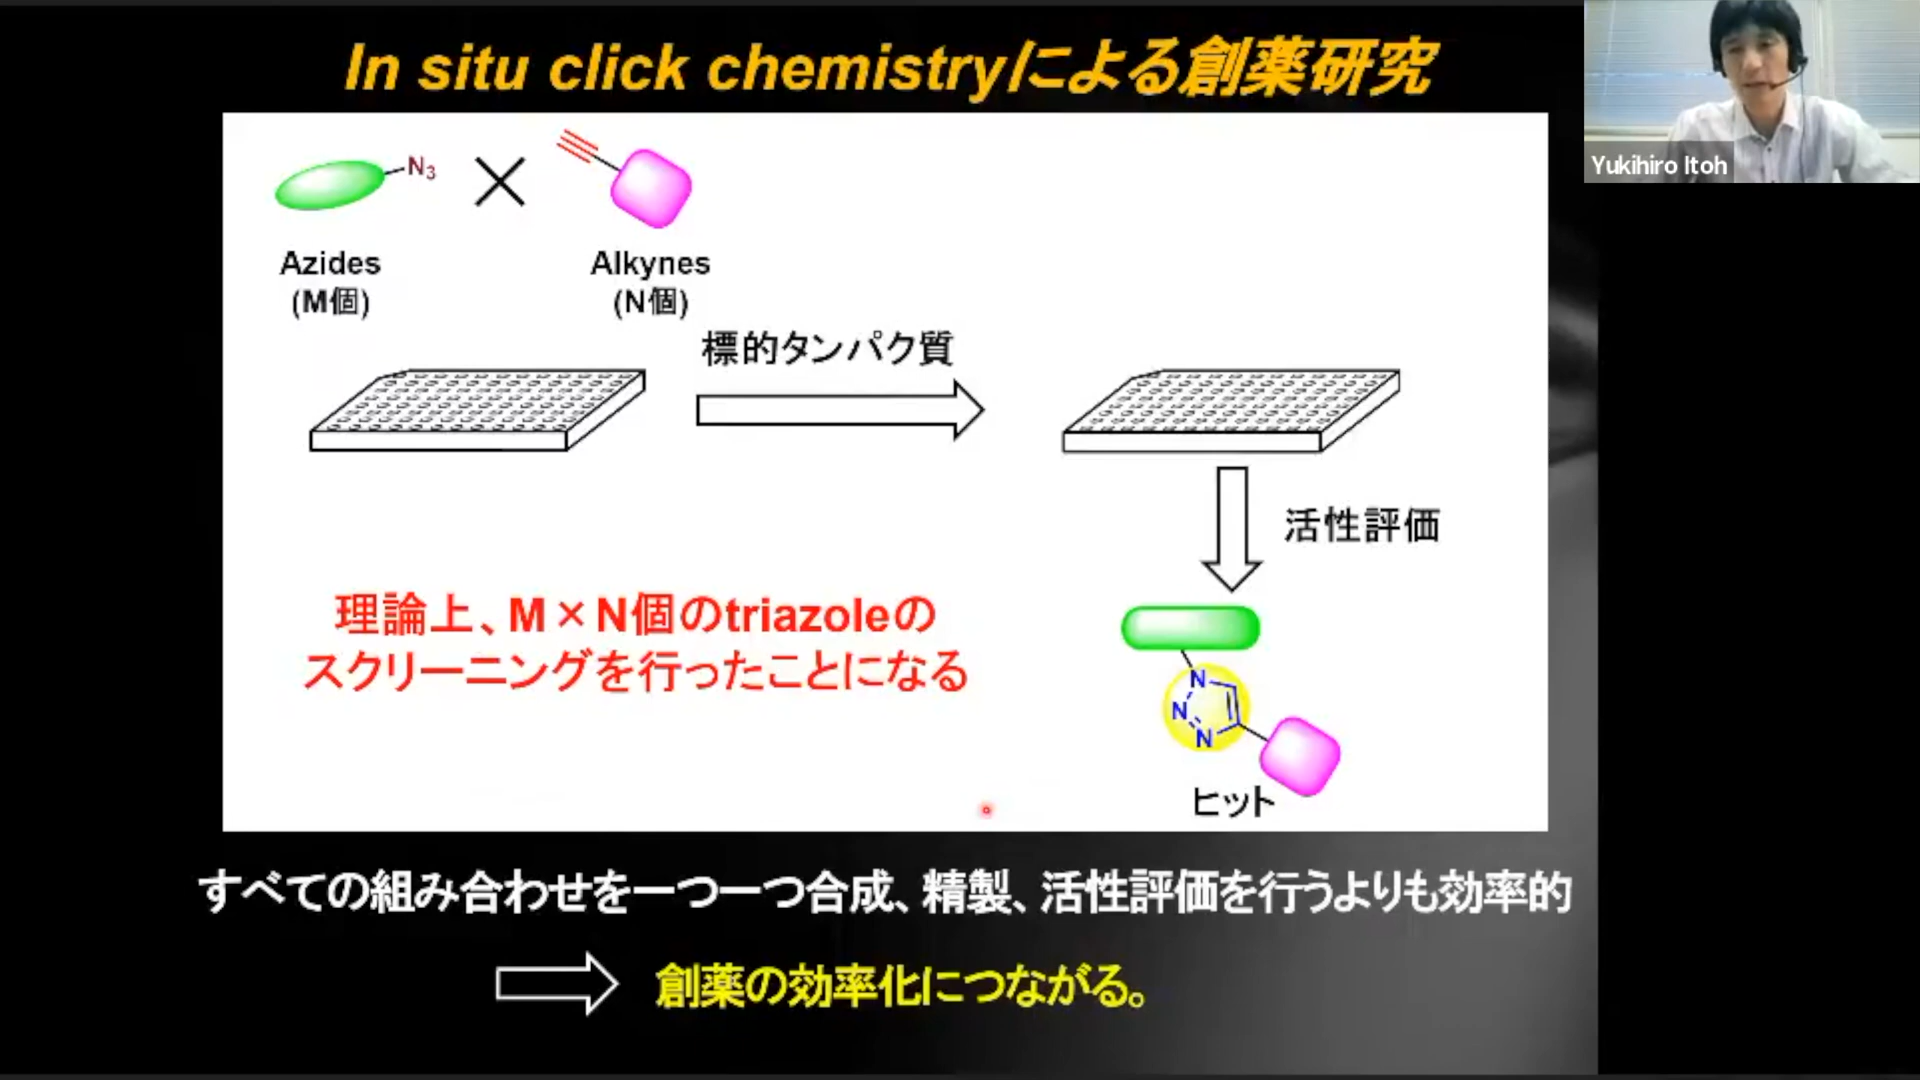 In situ click chemistryによる創薬研究
Yukihiro Itoh
N3
Azides
(M個)
Alkynes
(N個)
標的タンパク質
活性評価
理論上、M×N個のtriazoleの
スクリーニングを行ったことになる
N
N
N
ヒット
すべての組み合わせを一つ一つ合成、精製、活性評価を行うよりも効率的
創薬の効率化につながる。